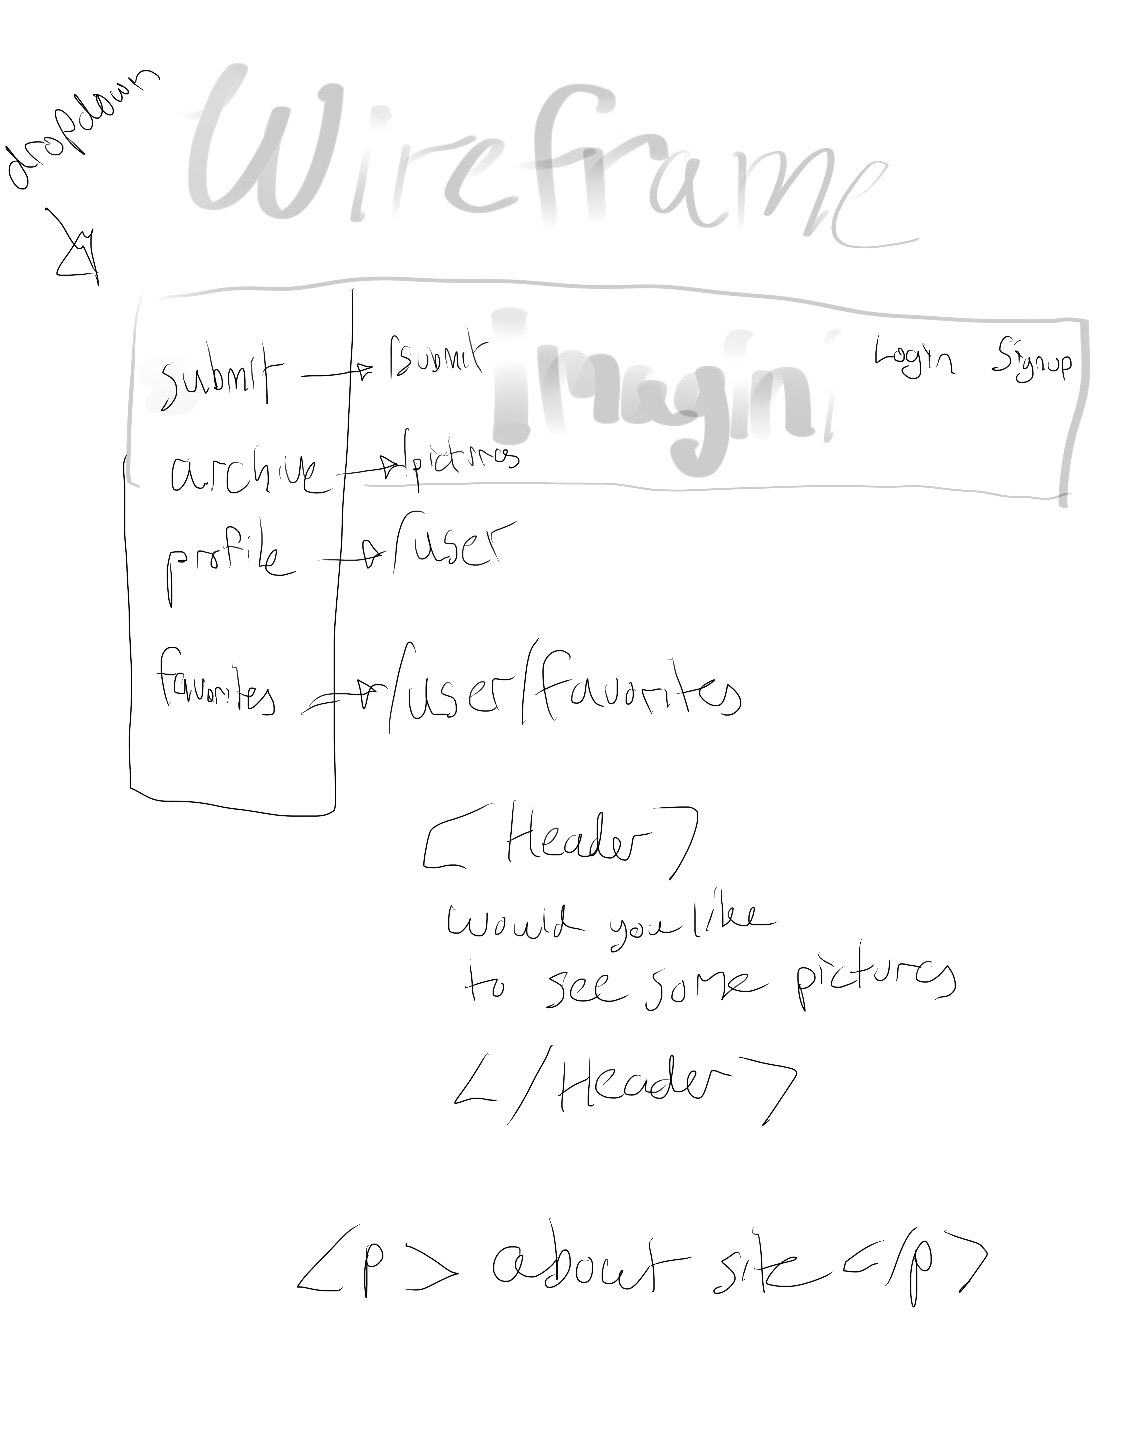 dropdown
Wireframe
submit /submit imagini Login Signup
archive /pictures
profile /user
favorites /user/favorites
<Header>
would you like
to see some pictures
</Header>
<p> about site </p>